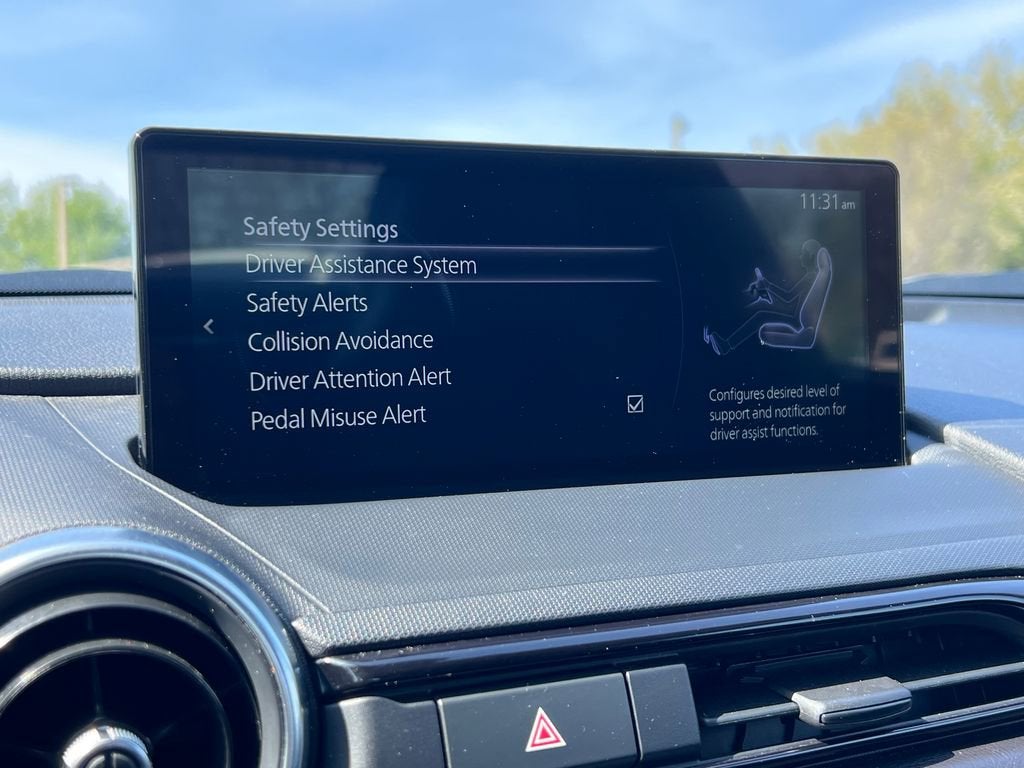 11:31 am
Safety Settings
Driver Assistance System
Safety Alerts
Collision Avoidance
Driver Attention Alert
Pedal Misuse Alert
Configures desired level of
support and notification for
driver assist functions.